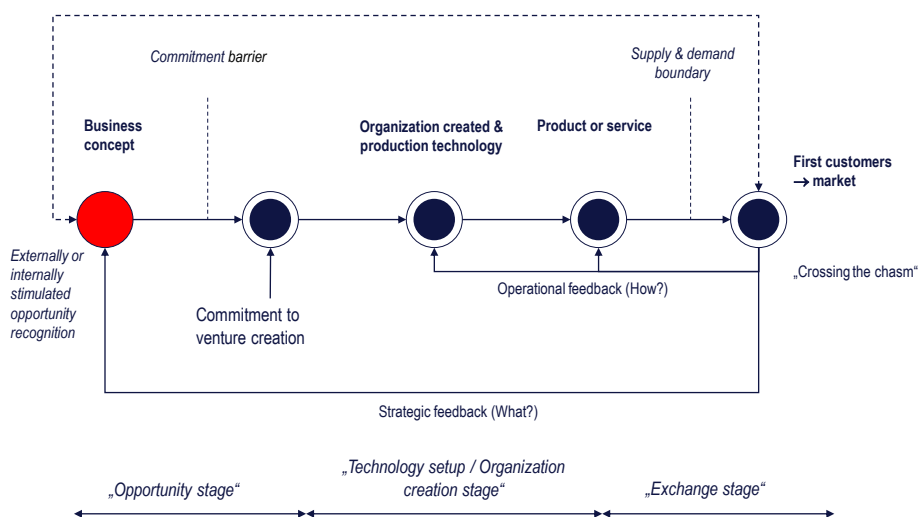 Commitment barrier
Supply & demand
boundary
Business
concept
Organization created &
production technology
Product or service
First customers
→ market
Externally or
internally
stimulated
opportunity
recognition
Commitment to
venture creation
Operational feedback (How?)
„Crossing the chasm“
Strategic feedback (What?)
„Opportunity stage“
„Technology setup / Organization
creation stage“
„Exchange stage“